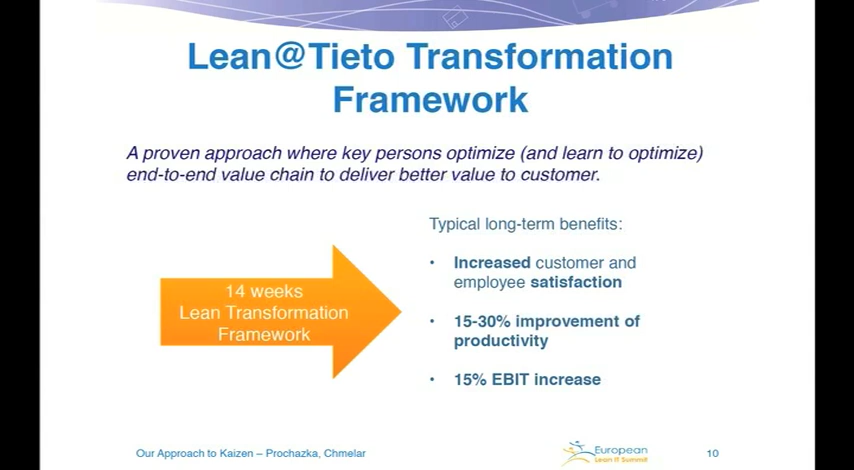 Lean@Tieto Transformation
Framework
A proven approach where key persons optimize (and learn to optimize)
end-to-end value chain to deliver better value to customer.
14 weeks
Lean Transformation
Framework
Typical long-term benefits:
• Increased customer and
employee satisfaction
• 15-30% improvement of
productivity
• 15% EBIT increase
Our Approach to Kaizen – Prochazka, Chmelar
European
Lean IT Summit
10